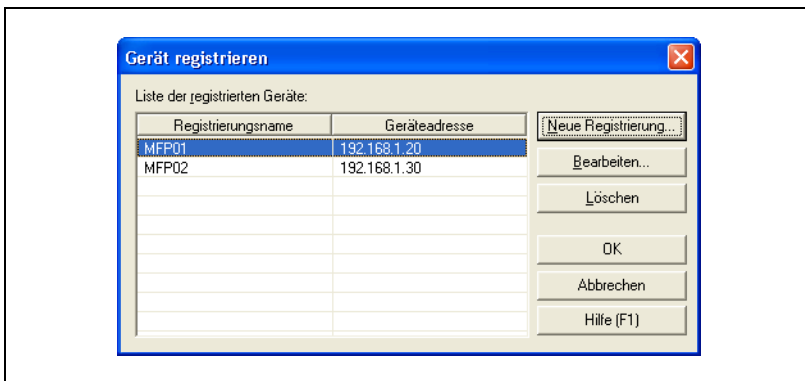 Gerät registrieren
Liste der registrierten Geräte:
Registrierungsname Geräteadresse
MFP01 192.168.1.20
MFP02 192.168.1.30
Neue Registrierung...
Bearbeiten...
Löschen
OK
Abbrechen
Hilfe (F1)